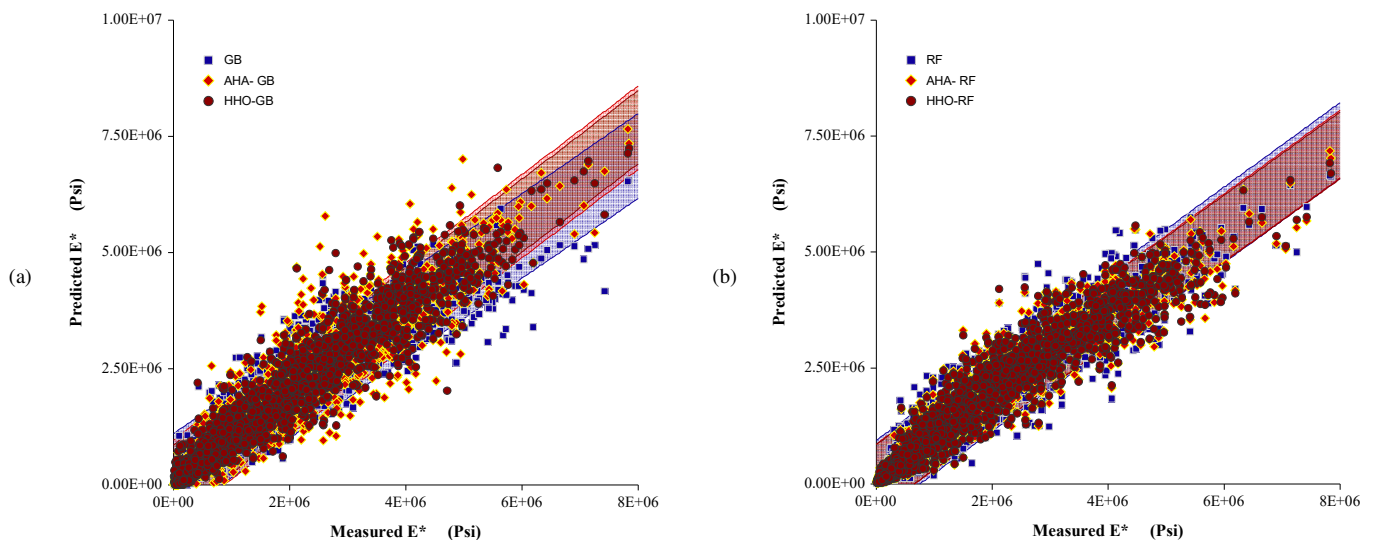 (a)
Predicted E* (Psi)
1.00E+07
7.50E+06
5.00E+06
2.50E+06
0.00E+00
GB
AHA- GB
HHO-GB
0E+00 2E+06 4E+06 6E+06 8E+06
Measured E* (Psi)
(b)
Predicted E* (Psi)
1.00E+07
7.50E+06
5.00E+06
2.50E+06
0.00E+00
RF
AHA- RF
HHO-RF
0E+00 2E+06 4E+06 6E+06 8E+06
Measured E* (Psi)